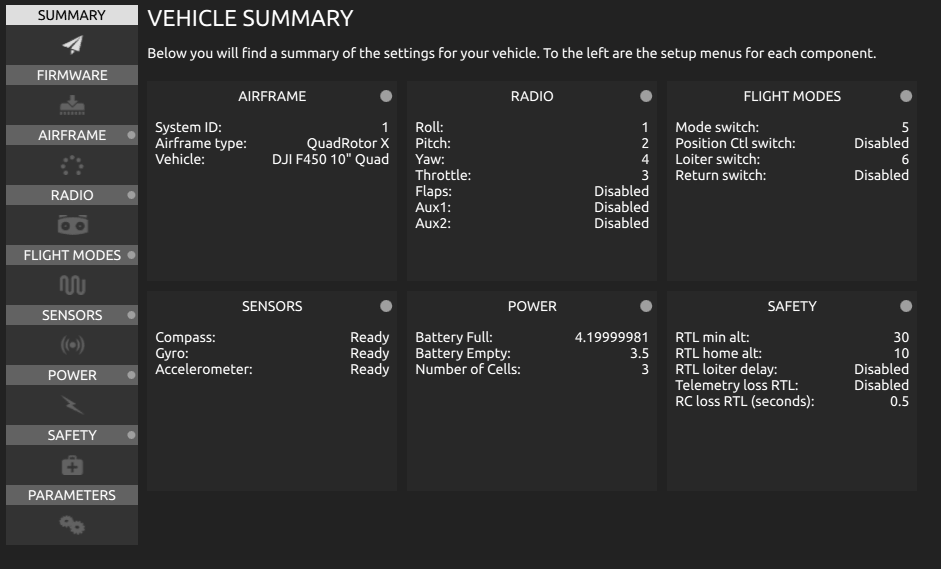 SUMMARY
FIRMWARE
AIRFRAME
RADIO
FLIGHT MODES
SENSORS
POWER
SAFETY
PARAMETERS
VEHICLE SUMMARY
Below you will find a summary of the settings for your vehicle. To the left are the setup menus for each component.
AIRFRAME
System ID: 1
Airframe type: QuadRotor X
Vehicle: DJI F450 10" Quad
RADIO
Roll: 1
Pitch: 2
Yaw: 4
Throttle: 3
Flaps: Disabled
Aux1: Disabled
Aux2: Disabled
FLIGHT MODES
Mode switch: 5
Position Ctl switch: Disabled
Loiter switch: 6
Return switch: Disabled
SENSORS
Compass: Ready
Gyro: Ready
Accelerometer: Ready
POWER
Battery Full: 4.19999981
Battery Empty: 3.5
Number of Cells: 3
SAFETY
RTL min alt: 30
RTL home alt: 10
RTL loiter delay: Disabled
Telemetry loss RTL: Disabled
RC loss RTL (seconds): 0.5